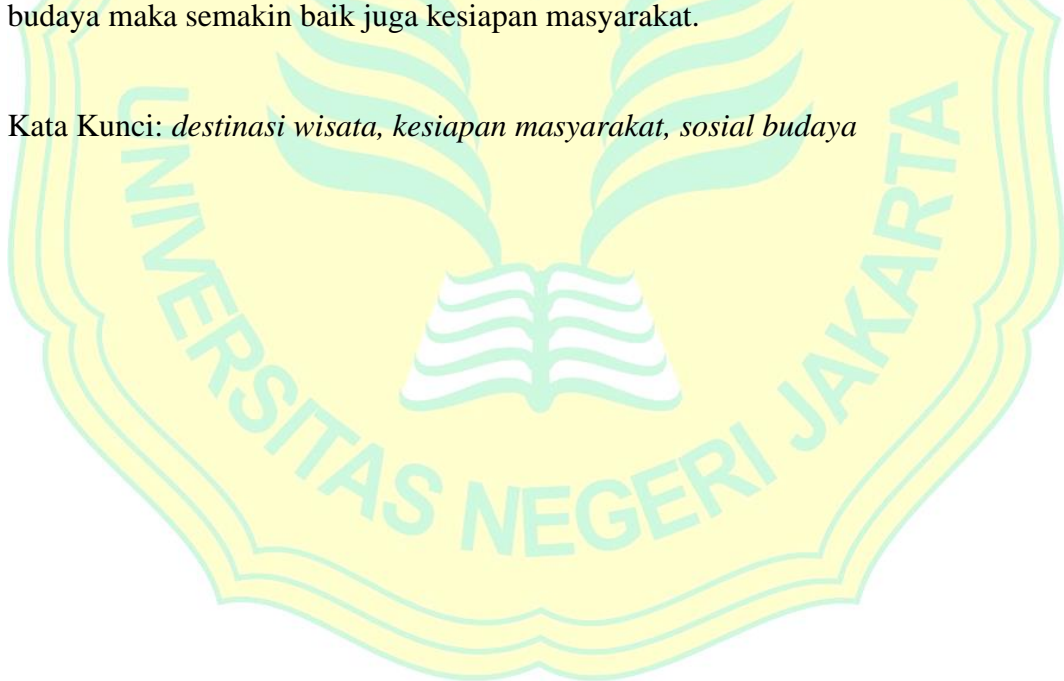 budaya maka semakin baik juga kesiapan masyarakat.
Kata Kunci: destinasi wisata, kesiapan masyarakat, sosial budaya
UNIVERSITAS NEGERI JAKARTA